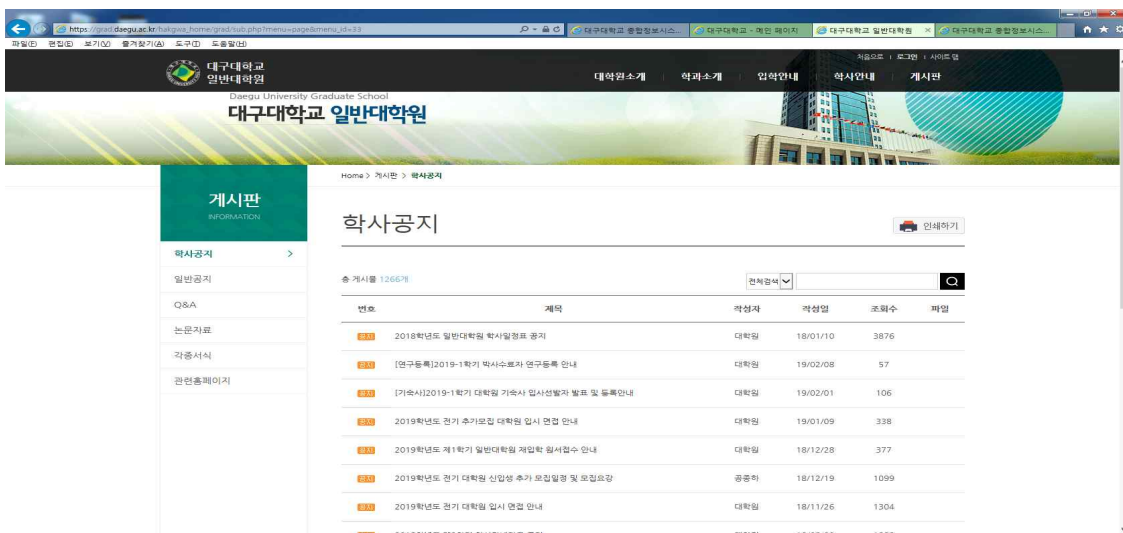 https://grad.daegu.ac.kr/hakgwa_home/grad/sub.php?menu=page&menu_id=33
대구대학교 종합정보시스...
대구대학교 - 메인 페이지
대구대학교 일반대학원
대구대학교 종합정보시스...
파일(F) 편집(E) 보기(V) 즐겨찾기(A) 도구(T) 도움말(H)
처음으로 | 로그인 | 사이트 맵
대구대학교
일반대학원
대학원소개 학과소개 입학안내 학사안내 게시판
Daegu University Graduate School
대구대학교 일반대학원
Home > 게시판 > 학사공지
게시판
INFORMATION
학사공지 >
일반공지
Q&A
논문자료
각종서식
관련홈페이지
학사공지
인쇄하기
총 게시물 1266개
전체검색
번호 제목 작성자 작성일 조회수 파일
공지 2018학년도 일반대학원 학사일정표 공지 대학원 18/01/10 3876
공지 [연구등록]2019-1학기 박사수료자 연구등록 안내 대학원 19/02/08 57
공지 [기숙사]2019-1학기 대학원 기숙사 입사선발자 발표 및 등록안내 대학원 19/02/01 106
공지 2019학년도 전기 추가모집 대학원 입시 면접 안내 대학원 19/01/09 338
공지 2019학년도 제1학기 일반대학원 재입학 원서접수 안내 대학원 18/12/28 377
공지 2019학년도 전기 대학원 신입생 추가 모집일정 및 모집요강 공종하 18/12/19 1099
공지 2019학년도 전기 대학원 입시 면접 안내 대학원 18/11/26 1304